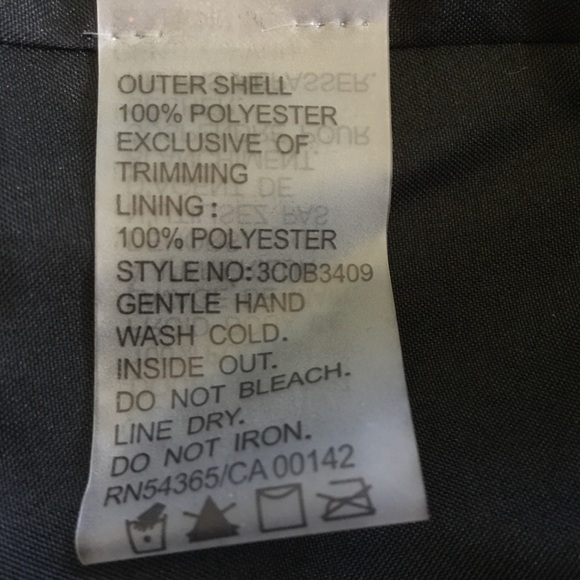 OUTER SHELL
100% POLYESTER
EXCLUSIVE OF
TRIMMING
LINING :
100% POLYESTER
STYLE NO: 3C0B3409
GENTLE HAND
WASH COLD.
INSIDE OUT.
DO NOT BLEACH.
LINE DRY.
DO NOT IRON.
RN54365/CA 00142